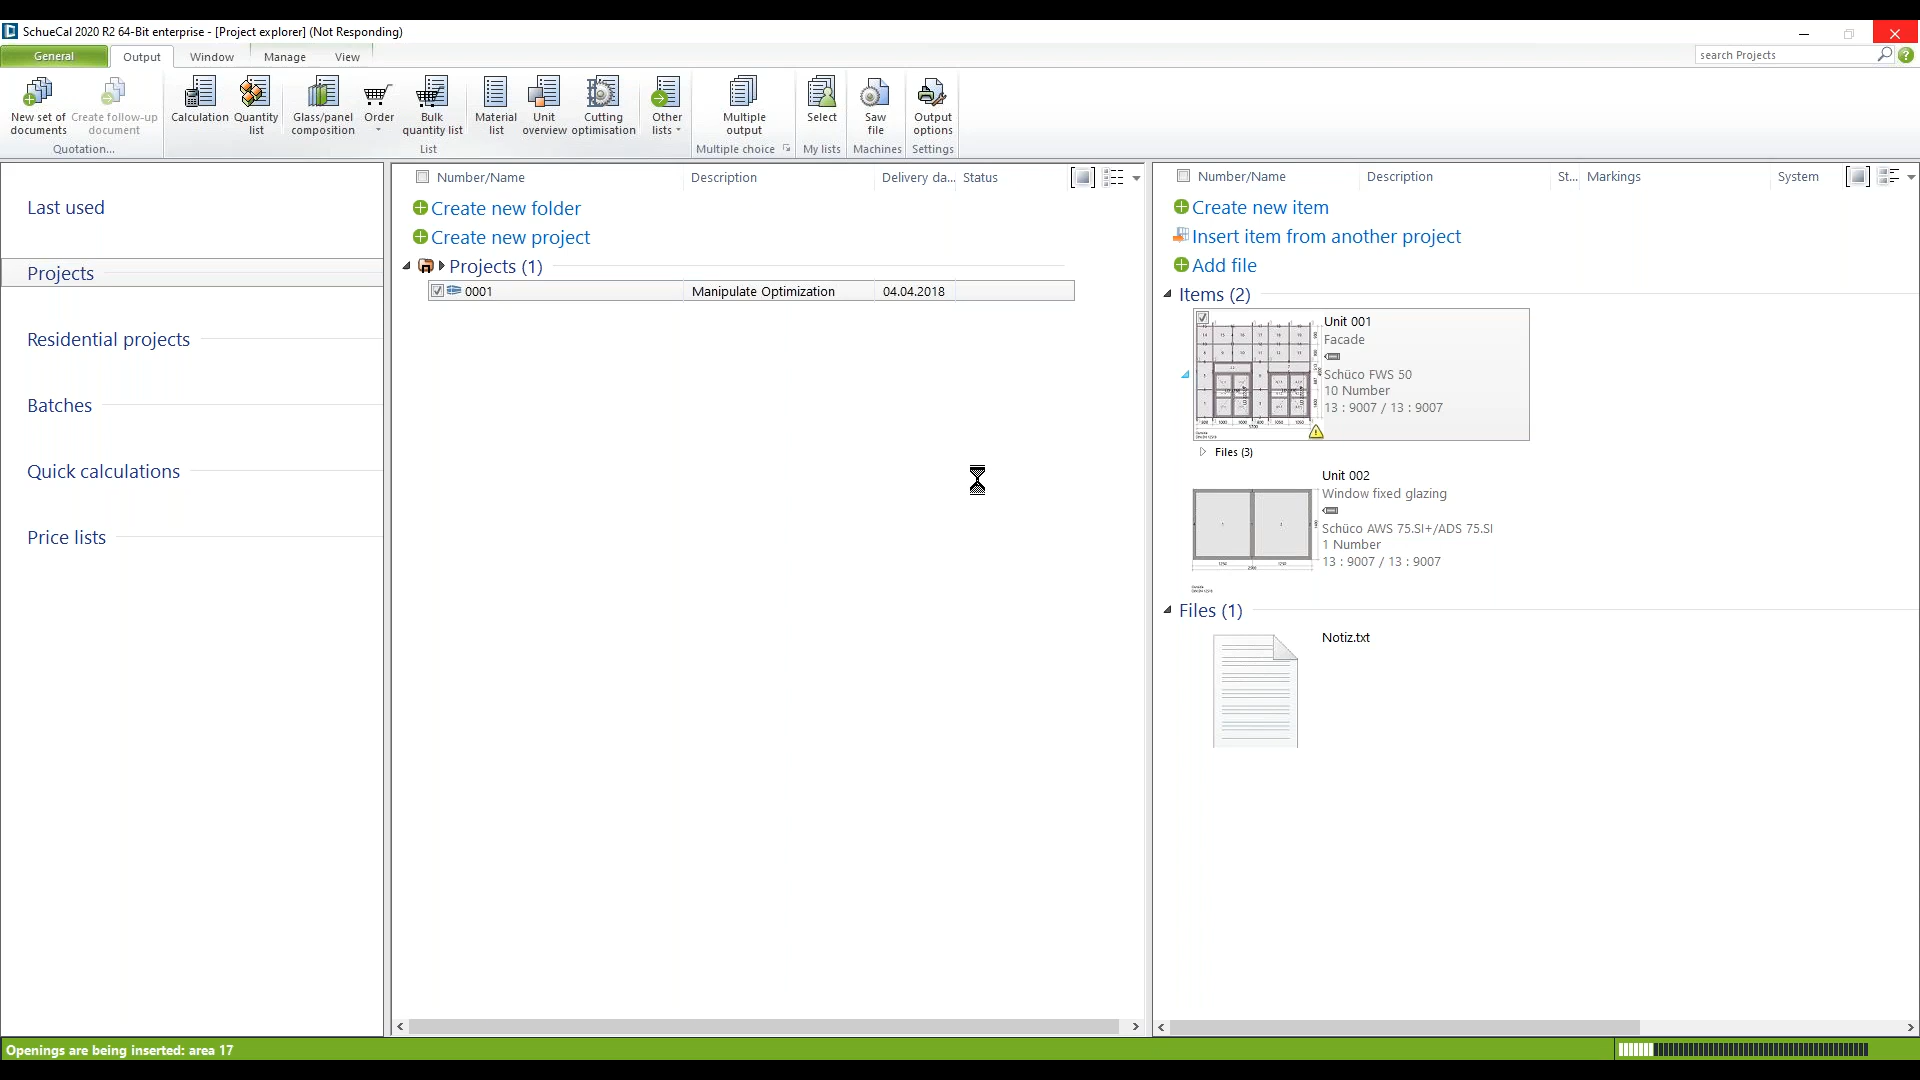 SchueCal 2020 R2 64-Bit enterprise - [Project explorer] (Not Responding)
General Output Window Manage View
search Projects
New set of documents
Create follow-up document
Calculation
Quantity list
Glass/panel composition
Order
Bulk quantity list
Material list
Unit overview
Cutting optimisation
Other lists
Multiple output
Select
Saw file
Output options
Quotation... List Multiple choice My lists Machines Settings
Last used
Projects
Residential projects
Batches
Quick calculations
Price lists
Number/Name Description Delivery da... Status
Create new folder
Create new project
Projects (1)
0001 Manipulate Optimization 04.04.2018
Number/Name Description St... Markings System
Create new item
Insert item from another project
Add file
Items (2)
Unit 001
Facade
Schüco FWS 50
10 Number
13 : 9007 / 13 : 9007
Files (3)
Unit 002
Window fixed glazing
Schüco AWS 75.SI+/ADS 75.SI
1 Number
13 : 9007 / 13 : 9007
Files (1)
Notiz.txt
Openings are being inserted: area 17